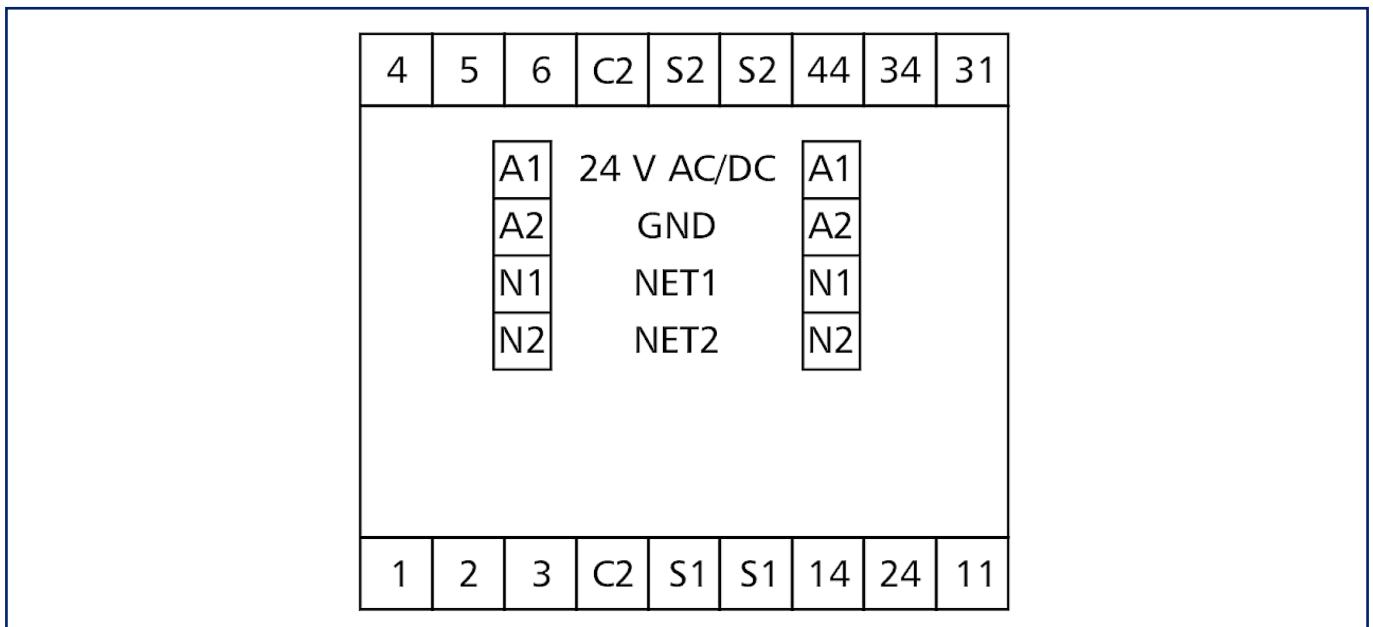 4 5 6 C2 S2 S2 44 34 31
A1 24 V AC/DC A1
A2 GND A2
N1 NET1 N1
N2 NET2 N2
1 2 3 C2 S1 S1 14 24 11